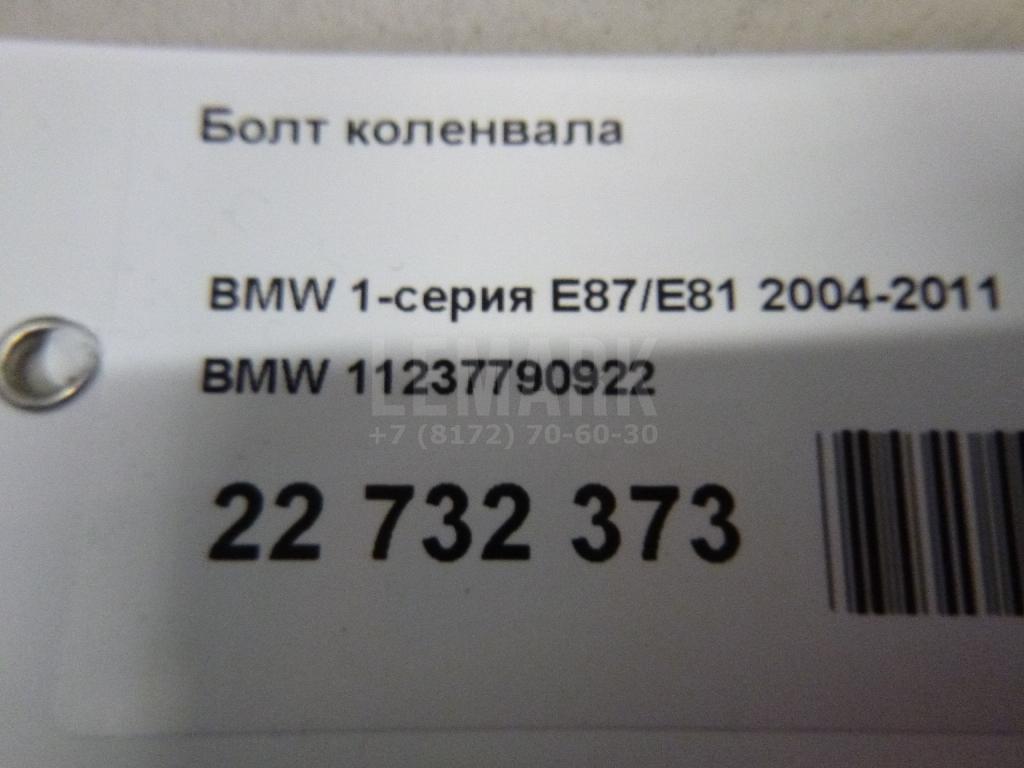 Болт коленвала
BMW 1-серия E87/E81 2004-2011
BMW 11237790922
LEMARK
+7 (8172) 70-60-30
22 732 373